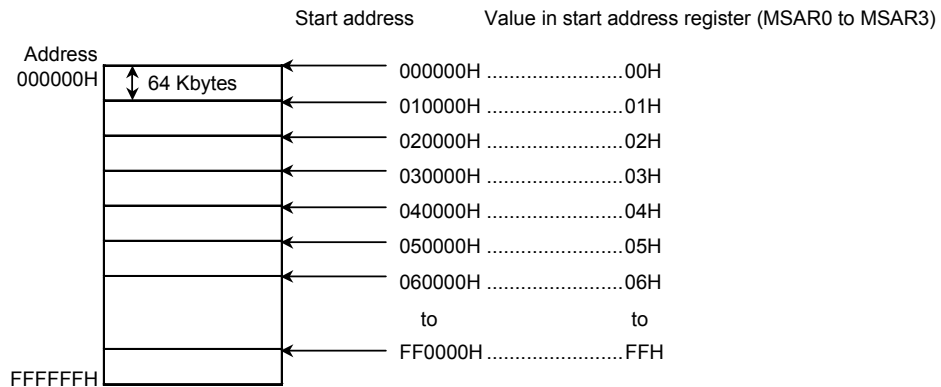 Start address Value in start address register (MSAR0 to MSAR3)
Address
000000H
64 Kbytes
000000H ........................00H
010000H ........................01H
020000H ........................02H
030000H ........................03H
040000H ........................04H
050000H ........................05H
060000H ........................06H
to to
FF0000H ........................FFH
FFFFFFH